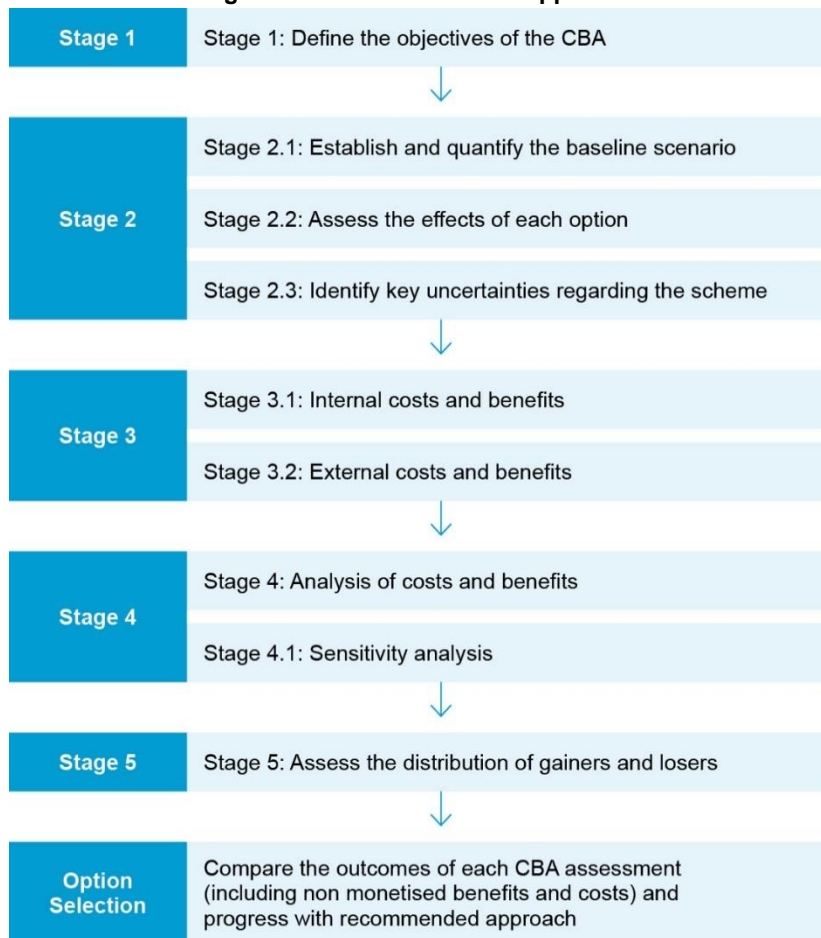 Stage 1
Stage 1: Define the objectives of the CBA
Stage 2
Stage 2.1: Establish and quantify the baseline scenario
Stage 2.2: Assess the effects of each option
Stage 2.3: Identify key uncertainties regarding the scheme
Stage 3
Stage 3.1: Internal costs and benefits
Stage 3.2: External costs and benefits
Stage 4
Stage 4: Analysis of costs and benefits
Stage 4.1: Sensitivity analysis
Stage 5
Stage 5: Assess the distribution of gainers and losers
Option
Selection
Compare the outcomes of each CBA assessment
(including non monetised benefits and costs) and
progress with recommended approach